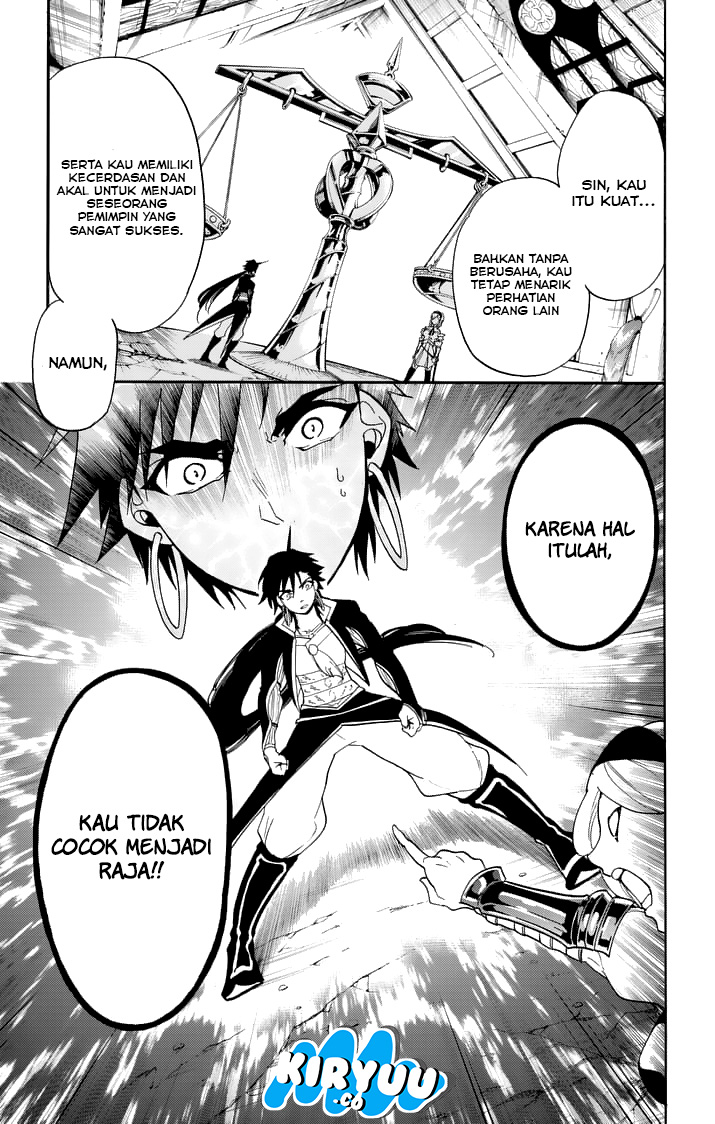 SIN, KAU
ITU KUAT...
BAHKAN TANPA
BERUSAHA, KAU
TETAP MENARIK
PERHATIAN
ORANG LAIN
SERTA KAU MEMILIKI
KECERDASAN DAN
AKAL UNTUK MENJADI
SESEORANG
PEMIMPIN YANG
SANGAT SUKSES.
NAMUN,
KARENA HAL
ITULAH,
KAU TIDAK
COCOK MENJADI
RAJA!!
KIRYUU
.CO